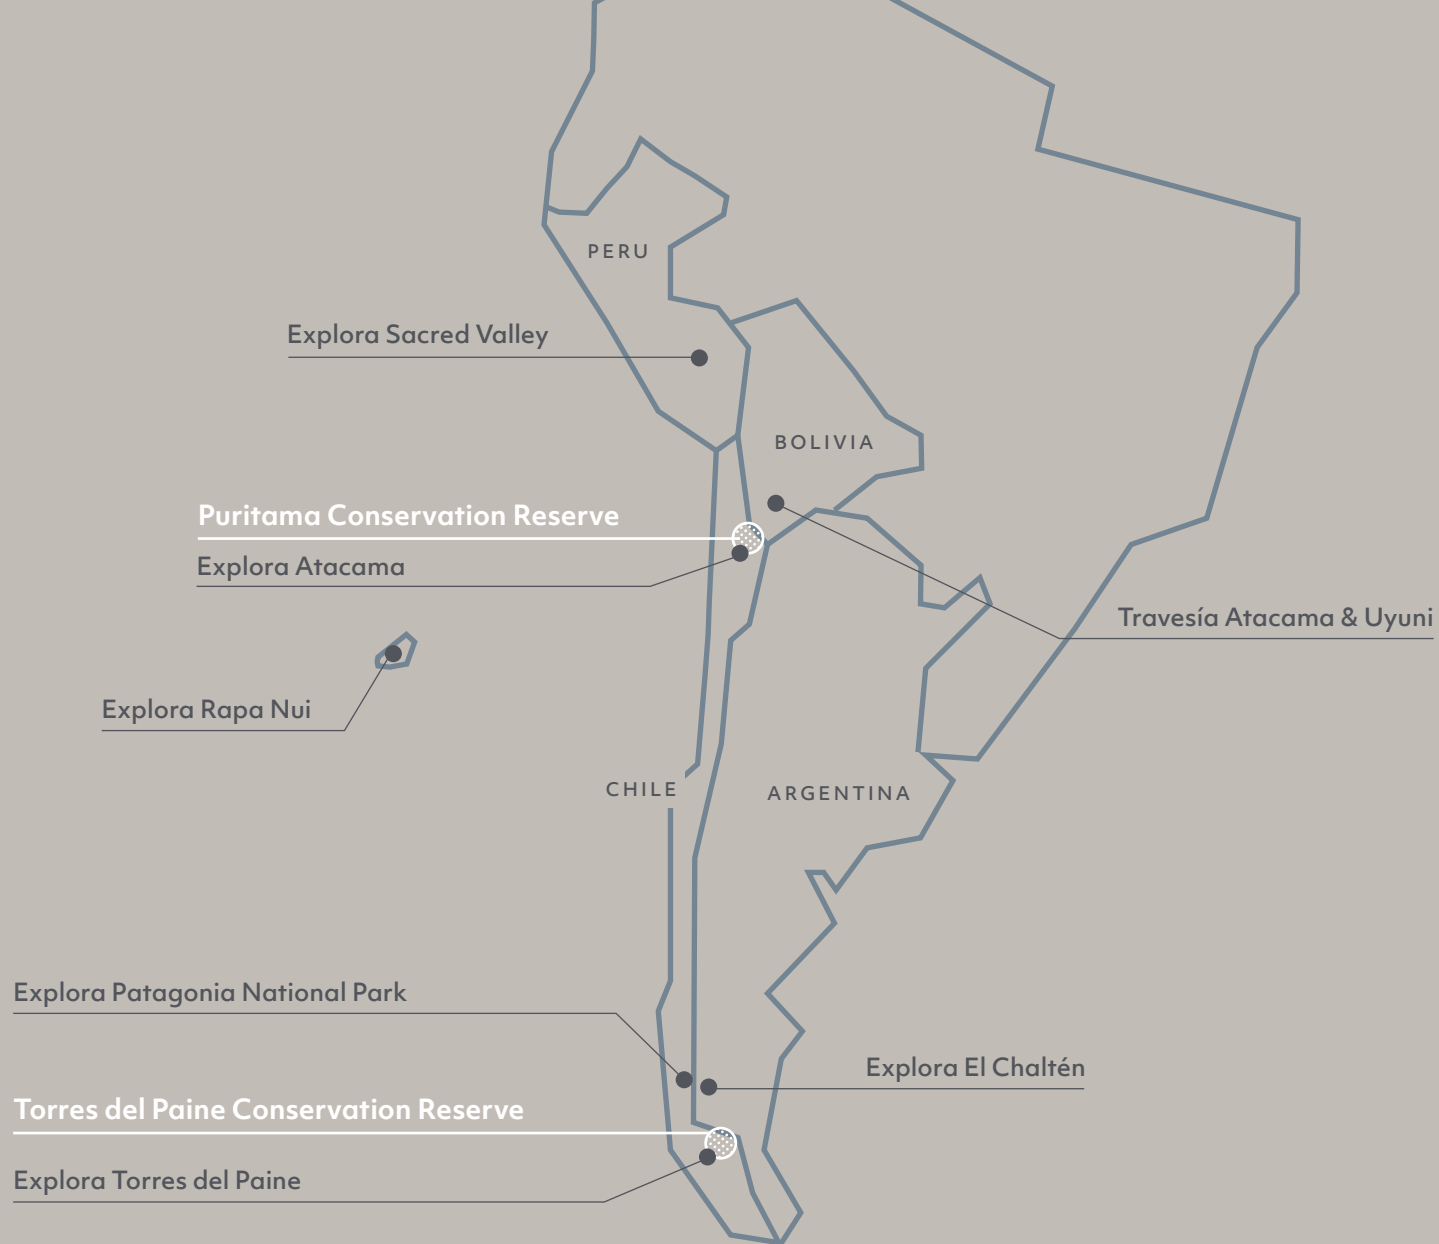 PERU
Explora Sacred Valley
BOLIVIA
Puritama Conservation Reserve
Explora Atacama
Travesía Atacama & Uyuni
Explora Rapa Nui
CHILE
ARGENTINA
Explora Patagonia National Park
Explora El Chaltén
Torres del Paine Conservation Reserve
Explora Torres del Paine